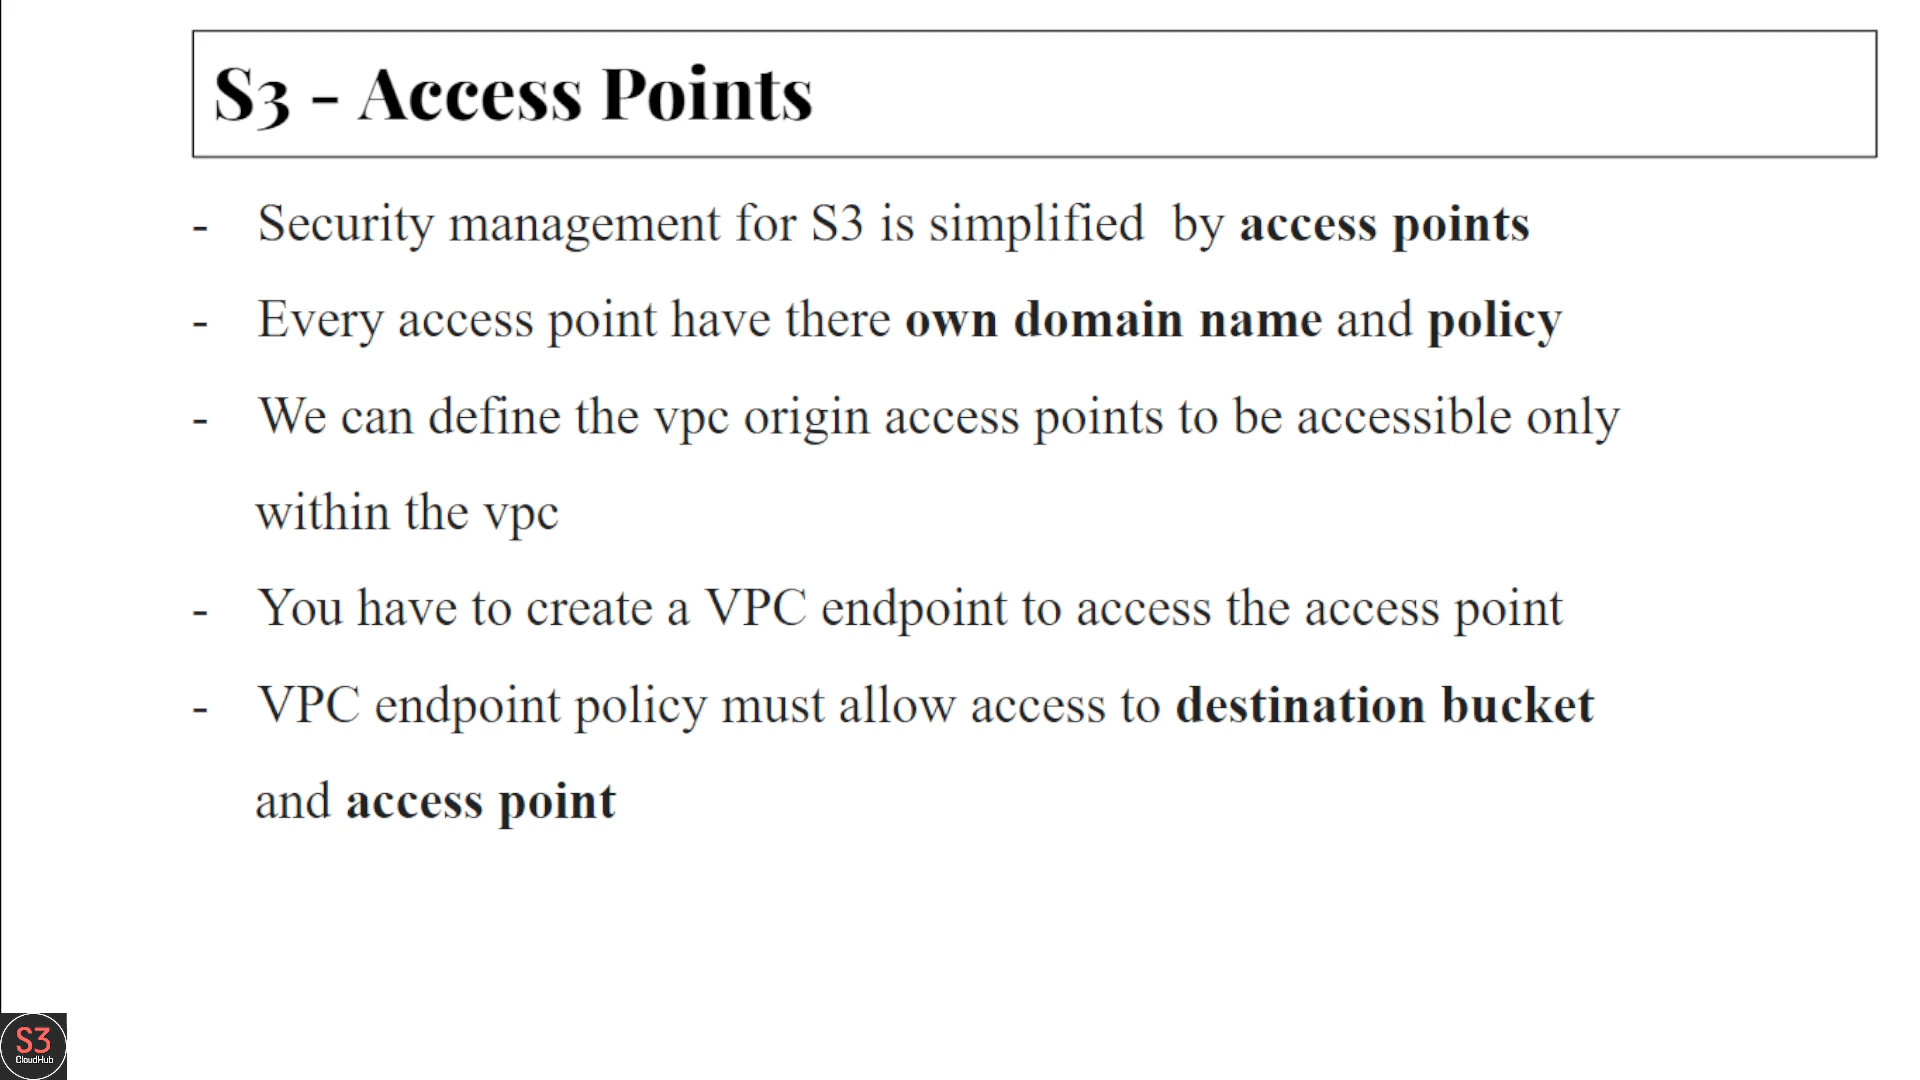 S3 - Access Points
- Security management for S3 is simplified  by access points
- Every access point have there own domain name and policy
- We can define the vpc origin access points to be accessible only
within the vpc
- You have to create a VPC endpoint to access the access point
- VPC endpoint policy must allow access to destination bucket
and access point
S3
CloudHub